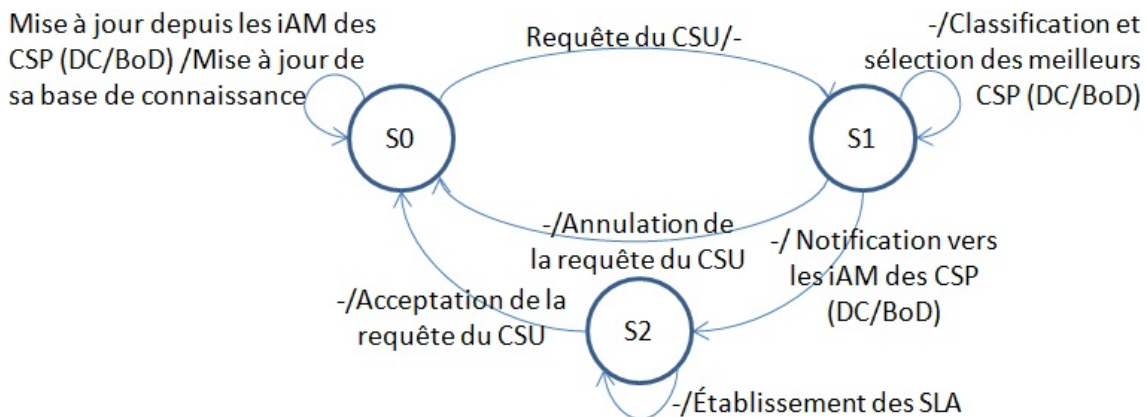 Mise à jour depuis les iAM des
CSP (DC/BoD) /Mise à jour de
sa base de connaissance
Requête du CSU/-
-/Classification et
sélection des meilleurs
CSP (DC/BoD)
S0
S1
-/Annulation de
la requête du CSU
-/ Notification vers
les iAM des CSP
(DC/BoD)
-/Acceptation de la
requête du CSU
S2
-/Établissement des SLA